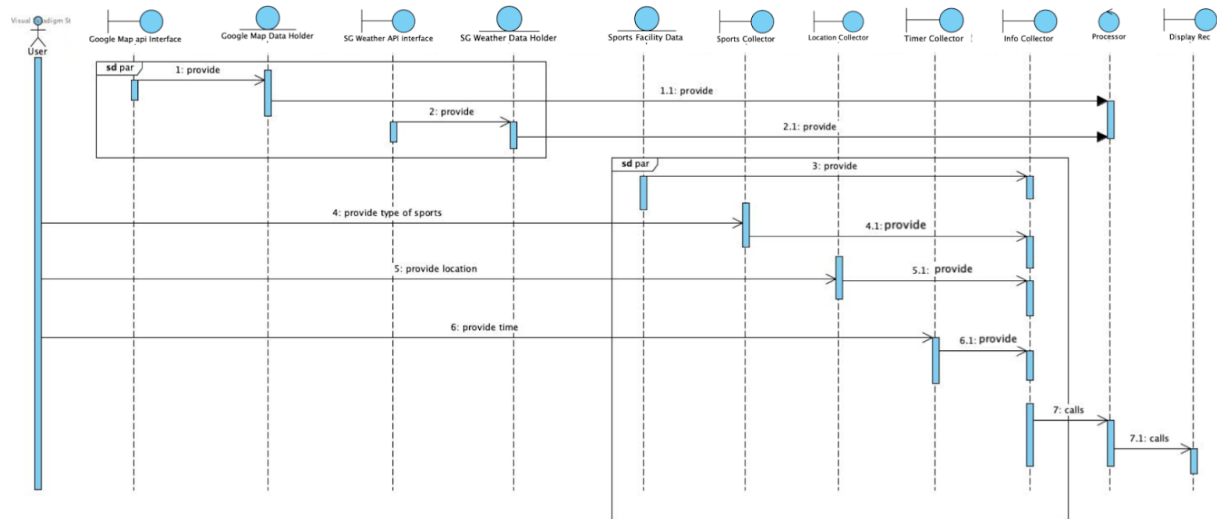 Visual Paradigm St
User
Google Map api Interface
Google Map Data Holder
SG Weather API interface
SG Weather Data Holder
Sports Facility Data
Sports Collector
Location Collector
Timer Collector
Info Collector
Processor
Display Rec
sd par
1: provide
1.1: provide
2: provide
2.1: provide
sd par
3: provide
4: provide type of sports
4.1: provide
5: provide location
5.1: provide
6: provide time
6.1: provide
7: calls
7.1: calls